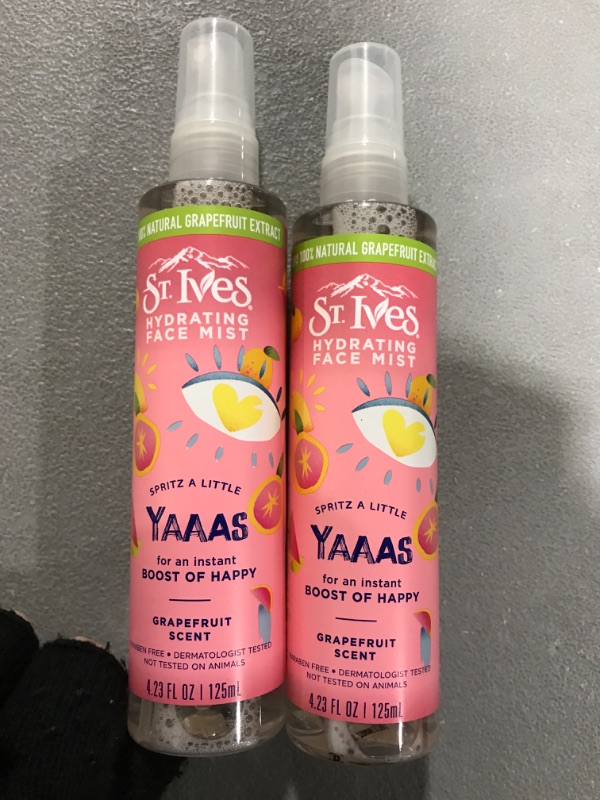 100% NATURAL GRAPEFRUIT EXTRACT
ST. IVES®
HYDRATING
FACE MIST
SPRITZ A LITTLE
YAAAS
for an instant
BOOST OF HAPPY
GRAPEFRUIT
SCENT
PARABEN FREE • DERMATOLOGIST TESTED
NOT TESTED ON ANIMALS
4.23 FL OZ | 125mL
100% NATURAL GRAPEFRUIT EXTRACT
ST. IVES®
HYDRATING
FACE MIST
SPRITZ A LITTLE
YAAAS
for an instant
BOOST OF HAPPY
GRAPEFRUIT
SCENT
PARABEN FREE • DERMATOLOGIST TESTED
NOT TESTED ON ANIMALS
4.23 FL OZ | 125mL